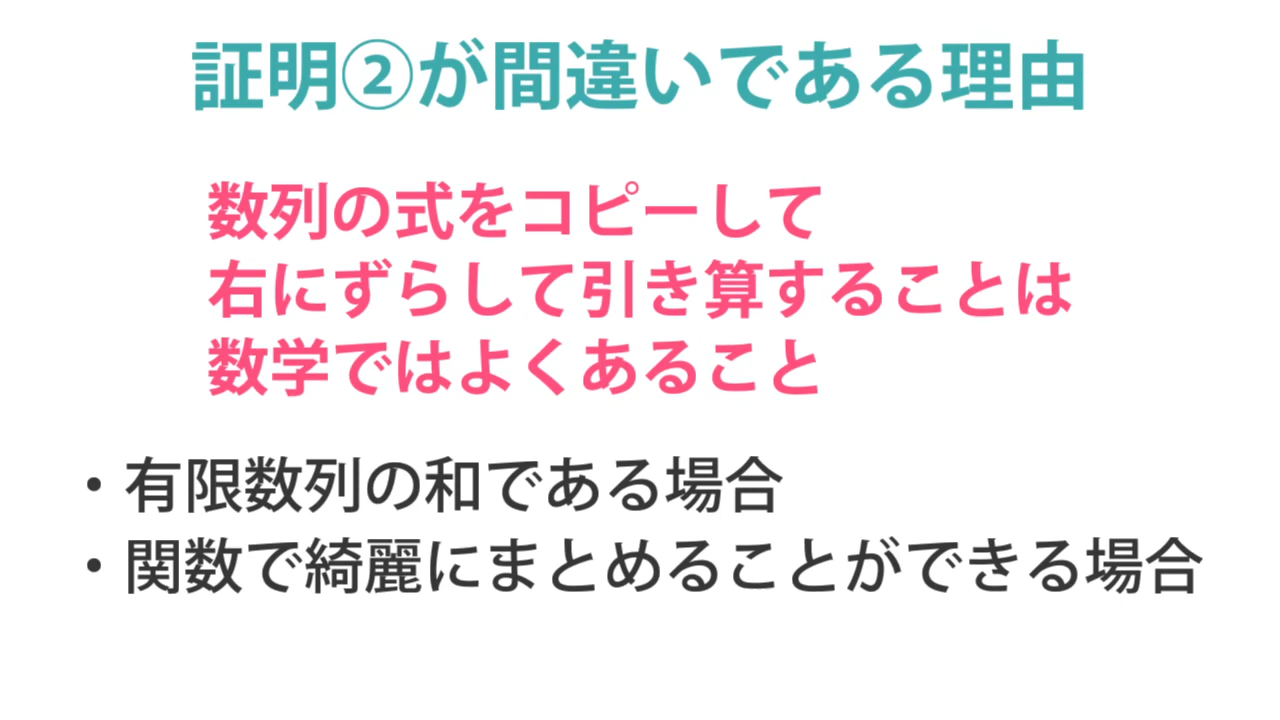 証明②が間違いである理由
数列の式をコピーして
右にずらして引き算することは
数学ではよくあること
・有限数列の和である場合
・関数で綺麗にまとめることができる場合